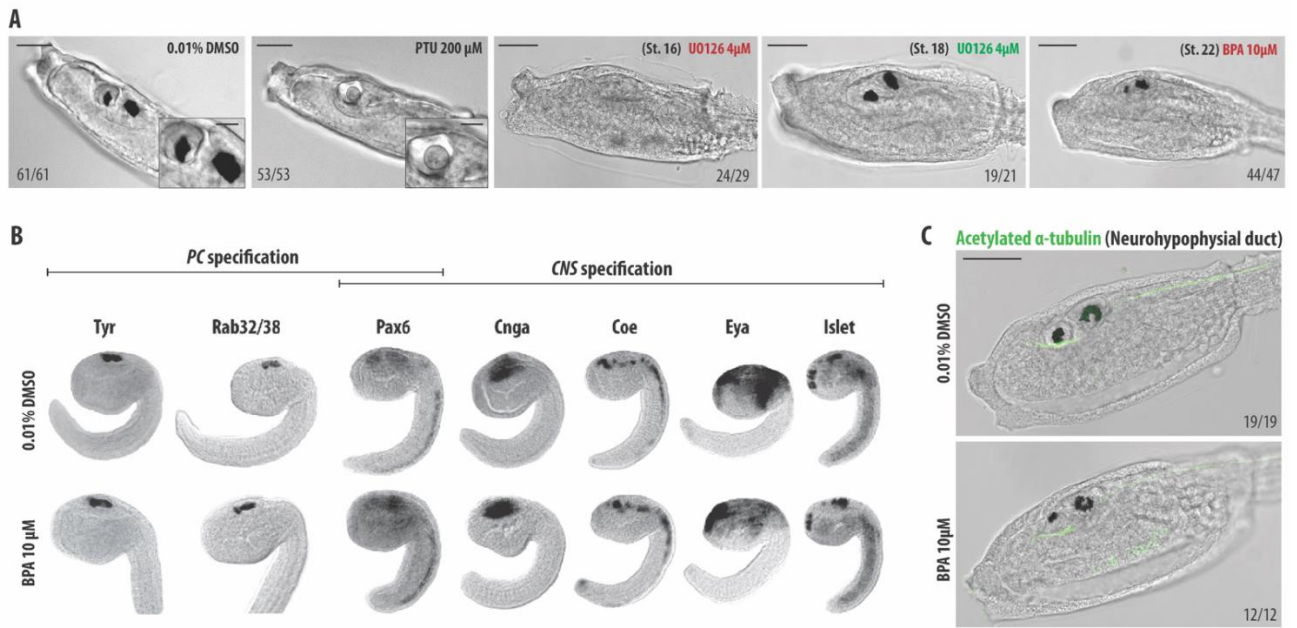 A
0.01% DMSO
61/61
PTU 200 µM
53/53
(St. 16) UO126 4µM
24/29
(St. 18) UO126 4µM
19/21
(St. 22) BPA 10µM
44/47
B
PC specification
CNS specification
Tyr Rab32/38 Pax6 Cnga Coe Eya Islet
0.01% DMSO
BPA 10 µM
C
Acetylated α-tubulin (Neurohypophysial duct)
0.01% DMSO
19/19
BPA 10µM
12/12